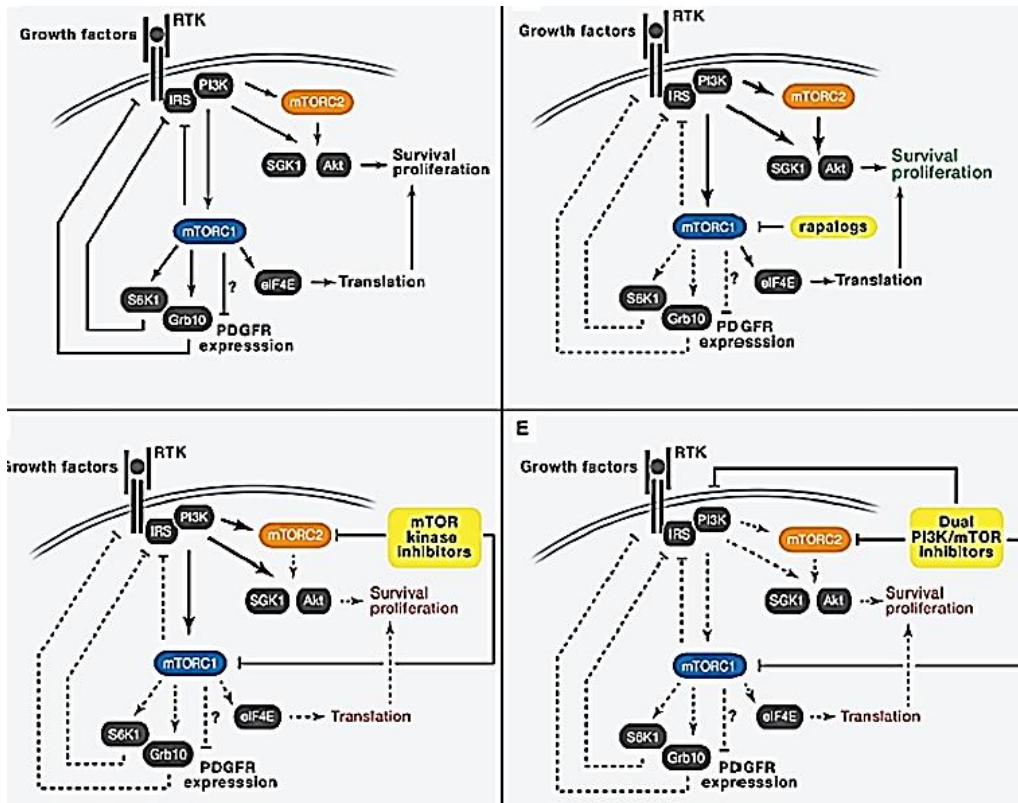 RTK
Growth factors
PI3K
IRS
mTORC2
SGK1
Akt
Survival
proliferation
mTORC1
?
eIF4E
Translation
S6K1
Grb10
PDGFR
expresssion
RTK
Growth factors
PI3K
IRS
mTORC2
SGK1
Akt
Survival
proliferation
mTORC1
rapalogs
?
eIF4E
Translation
S6K1
Grb10
PDGFR
expresssion
RTK
Growth factors
PI3K
IRS
mTORC2
mTOR
kinase
inhibitors
SGK1
Akt
Survival
proliferation
mTORC1
?
eIF4E
Translation
S6K1
Grb10
PDGFR
expresssion
E
RTK
Growth factors
PI3K
IRS
mTORC2
Dual
PI3K/mTOR
inhibitors
SGK1
Akt
Survival
proliferation
mTORC1
?
eIF4E
Translation
S6K1
Grb10
PDGFR
expresssion